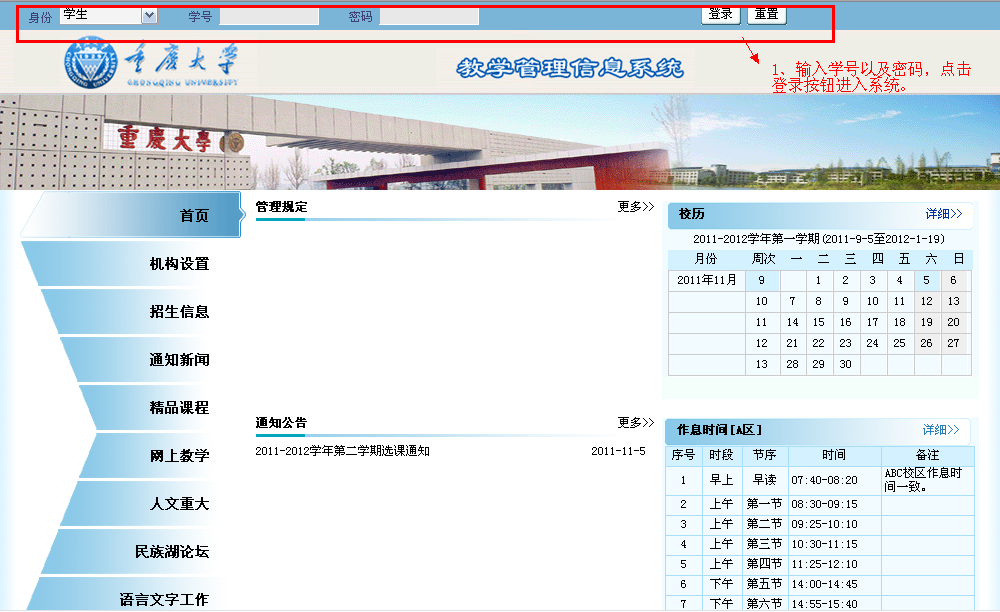 身份 学生 学号 密码 登录 重置
重庆大学
CHONGQING UNIVERSITY
教学管理信息系统
1、输入学号以及密码，点击
登录按钮进入系统。
重慶大學
首页
机构设置
招生信息
通知新闻
精品课程
网上教学
人文重大
民族湖论坛
语言文字工作
管理规定 更多>>
通知公告 更多>>
2011-2012学年第二学期选课通知 2011-11-5
校历 详细>>
2011-2012学年第一学期(2011-9-5至2012-1-19)
月份 周次 一 二 三 四 五 六 日
2011年11月 9 1 2 3 4 5 6
10 7 8 9 10 11 12 13
11 14 15 16 17 18 19 20
12 21 22 23 24 25 26 27
13 28 29 30
作息时间[A区] 详细>>
序号 时段 节序 时间 备注
1 早上 早读 07:40-08:20 ABC校区作息时
间一致。
2 上午 第一节 08:30-09:15
3 上午 第二节 09:25-10:10
4 上午 第三节 10:30-11:15
5 上午 第四节 11:25-12:10
6 下午 第五节 14:00-14:45
7 下午 第六节 14:55-15:40